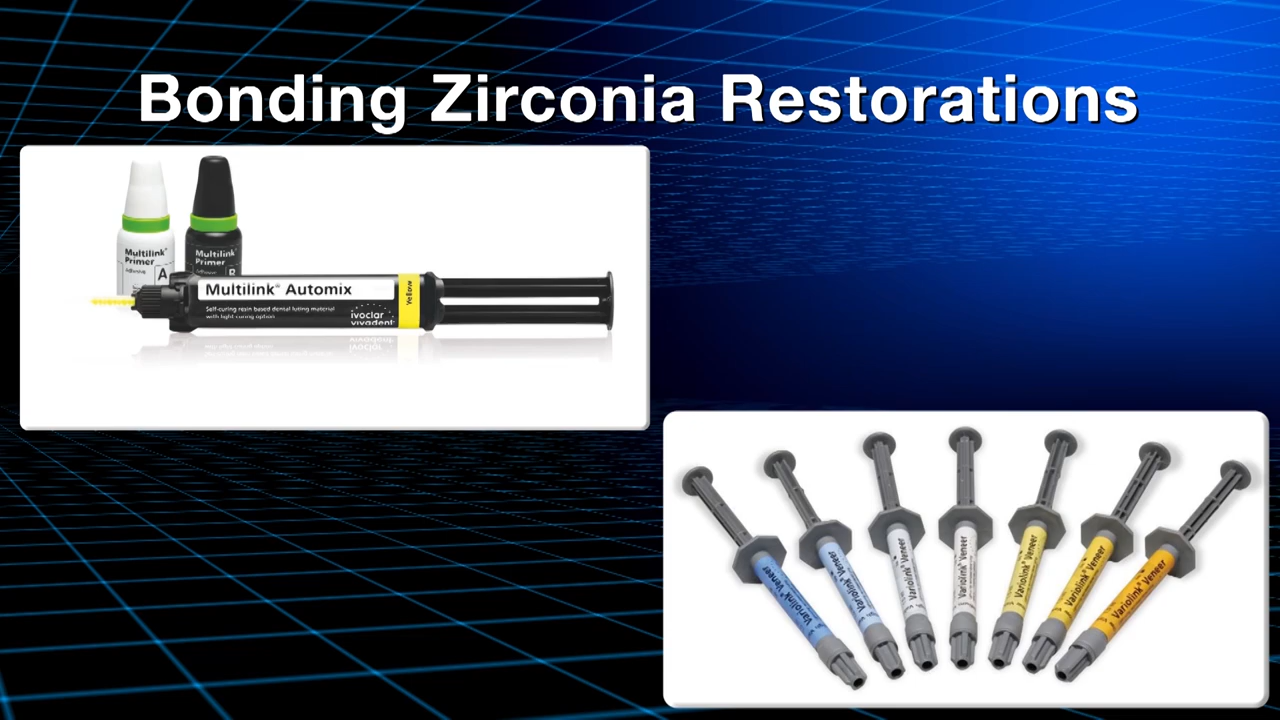 Bonding Zirconia Restorations
Multilink®
Primer
A
Multilink®
Primer
B
Multilink® Automix
Self-curing resin based dental luting material
with light curing option
ivoclar
vivadent
Yellow
Variolink® Veneer
Variolink® Veneer
Variolink® Veneer
Variolink® Veneer
Variolink® Veneer
Variolink® Veneer
Variolink® Veneer